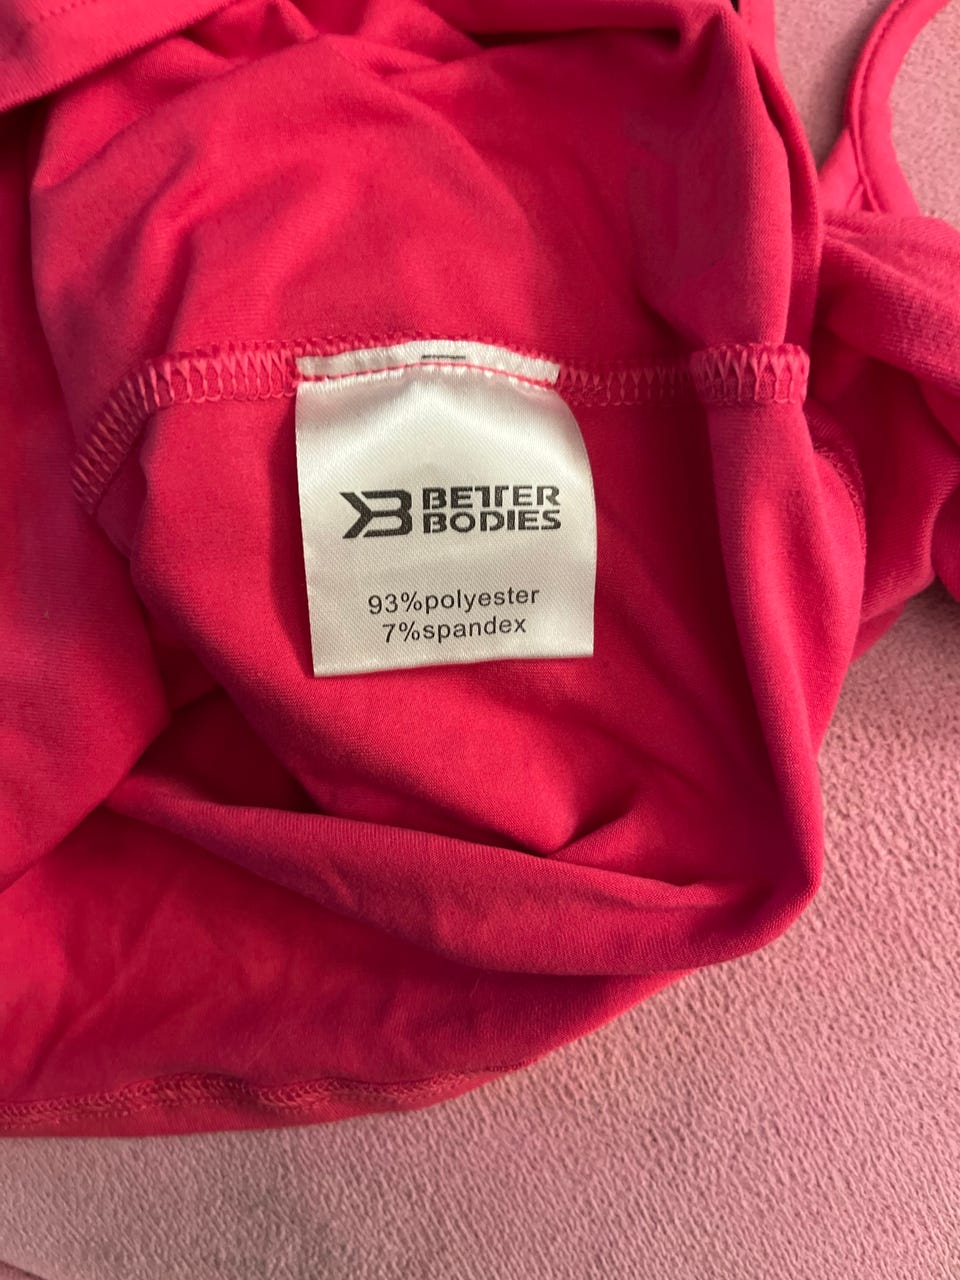 BETTER
BODIES
93%polyester
7%spandex